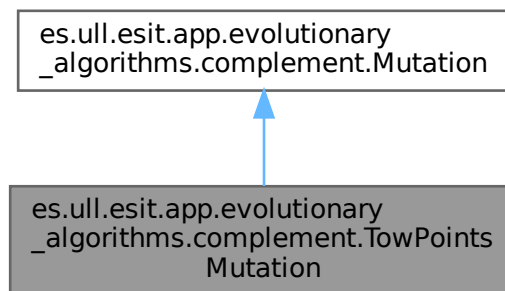 es.ull.esit.app.evolutionary
_algorithms.complement.Mutation
es.ull.esit.app.evolutionary
_algorithms.complement.TowPoints
Mutation